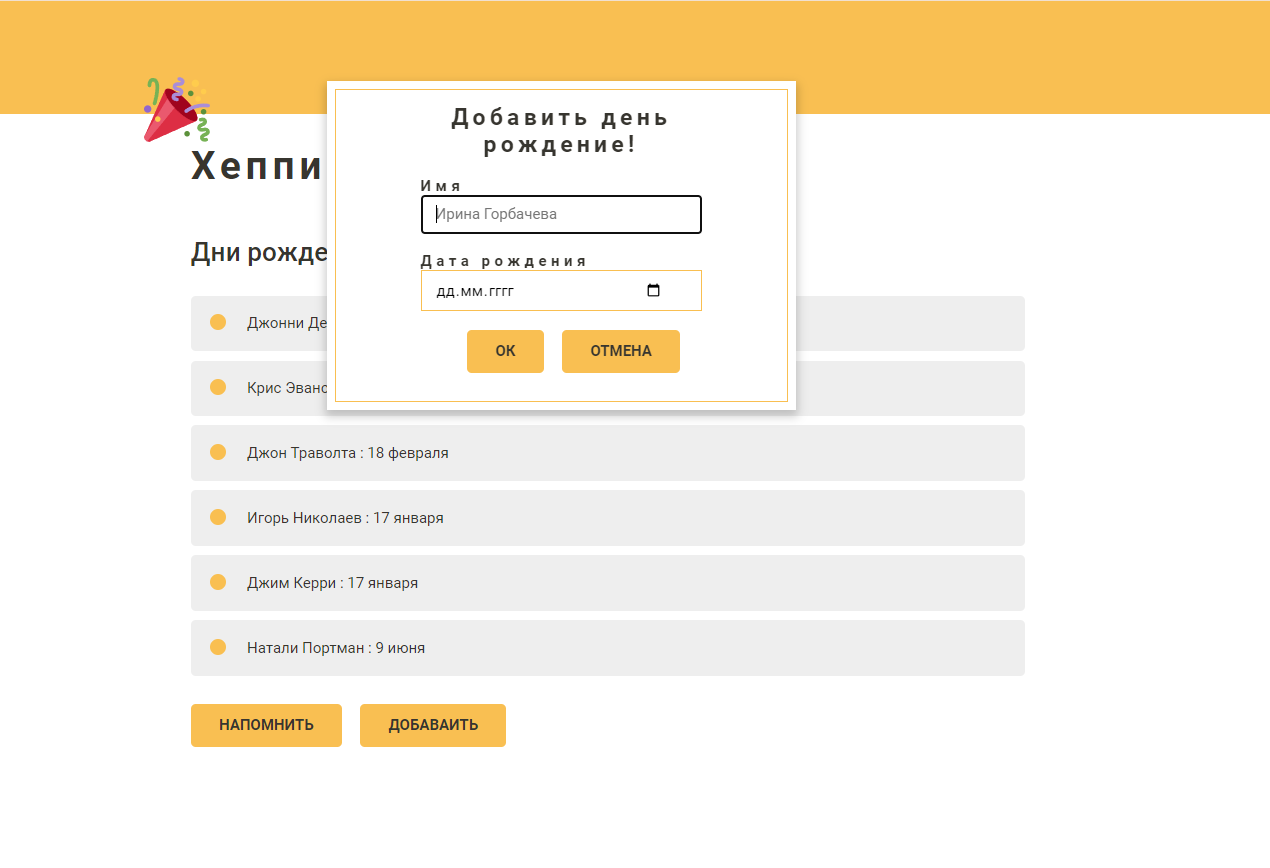 Добавить день
рождение!
Хеппи
Имя
Ирина Горбачева
Дни рожде
Дата рождения
дд.мм.гггг
Джонни Де
ОК
ОТМЕНА
Крис Эванс
Джон Траволта : 18 февраля
Игорь Николаев : 17 января
Джим Керри : 17 января
Натали Портман : 9 июня
НАПОМНИТЬ
ДОБАВАИТЬ